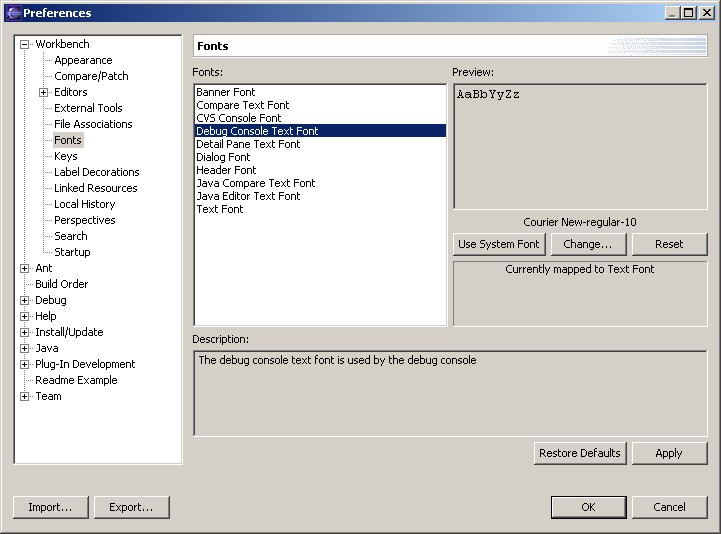 Preferences
Workbench
Appearance
Compare/Patch
Editors
External Tools
File Associations
Fonts
Keys
Label Decorations
Linked Resources
Local History
Perspectives
Search
Startup
Ant
Build Order
Debug
Help
Install/Update
Java
Plug-In Development
Readme Example
Team
Fonts
Fonts:
Banner Font
Compare Text Font
CVS Console Font
Debug Console Text Font
Detail Pane Text Font
Dialog Font
Header Font
Java Compare Text Font
Java Editor Text Font
Text Font
Preview:
AaBbYyZz
Courier New-regular-10
Use System Font
Change...
Reset
Currently mapped to Text Font
Description:
The debug console text font is used by the debug console
Restore Defaults
Apply
Import...
Export...
OK
Cancel